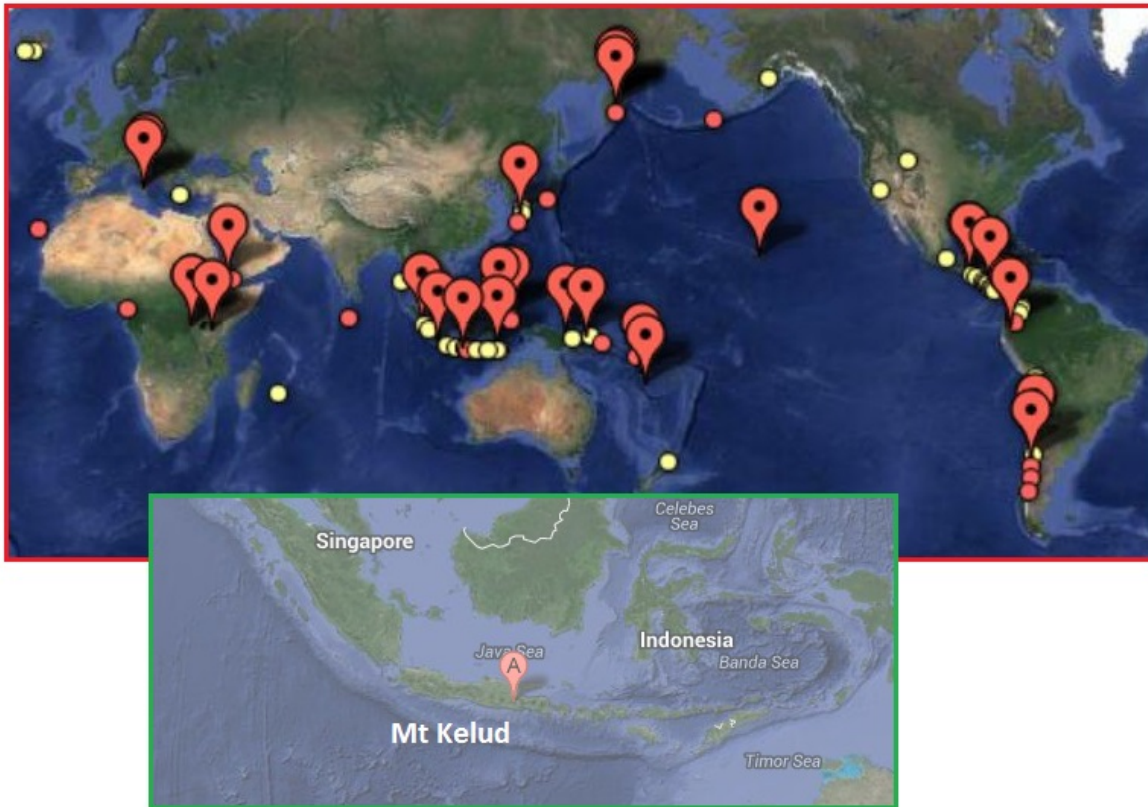 Celebes
Sea
Singapore
Indonesia
Java Sea
A
Banda Sea
Mt Kelud
Timor Sea